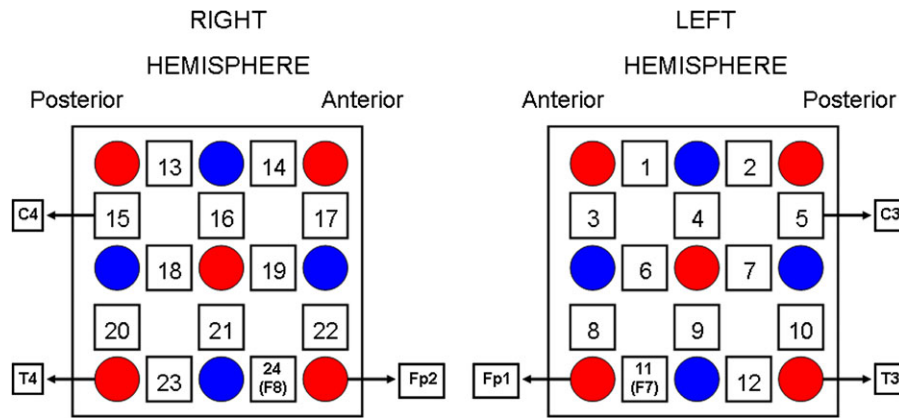 RIGHT
HEMISPHERE
Posterior Anterior
13 14
C4 15 16 17
18 19
20 21 22
T4 23 24 Fp2
(F8)
LEFT
HEMISPHERE
Anterior Posterior
1 2
3 4 5 C3
6 7
8 9 10
Fp1 11 12 T3
(F7)